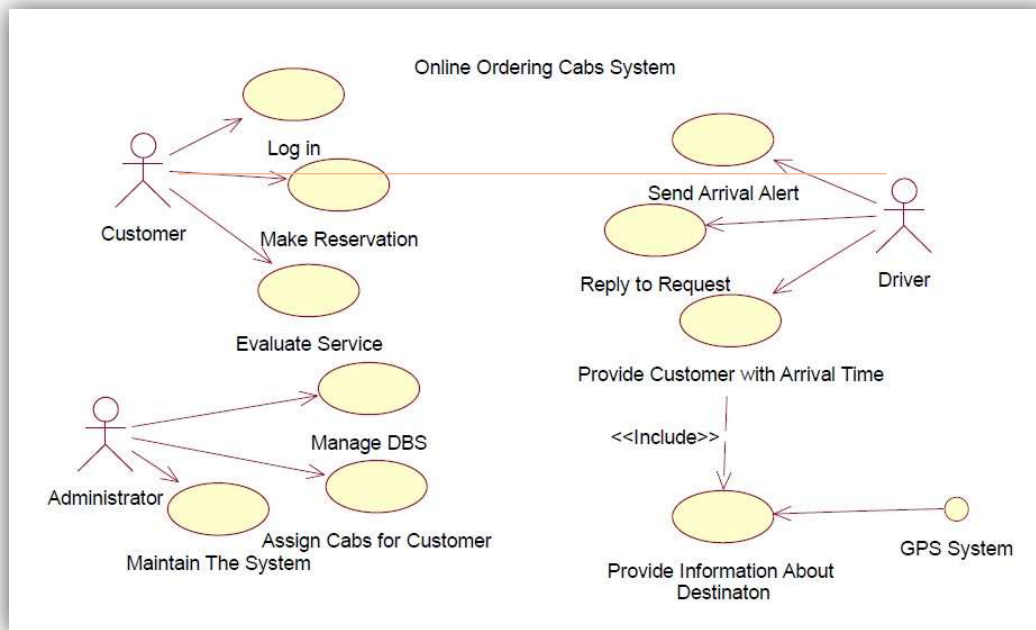 Online Ordering Cabs System
Log in
Customer
Make Reservation
Evaluate Service
Send Arrival Alert
Reply to Request
Driver
Provide Customer with Arrival Time
<<Include>>
Manage DBS
Administrator
Assign Cabs for Customer
Maintain The System
GPS System
Provide Information About
Destinaton